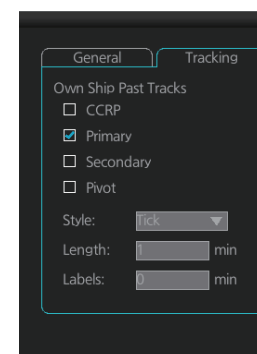 General Tracking
Own Ship Past Tracks
CCRP
Primary
Secondary
Pivot
Style: Tick
Length: 1 min
Labels: 0 min